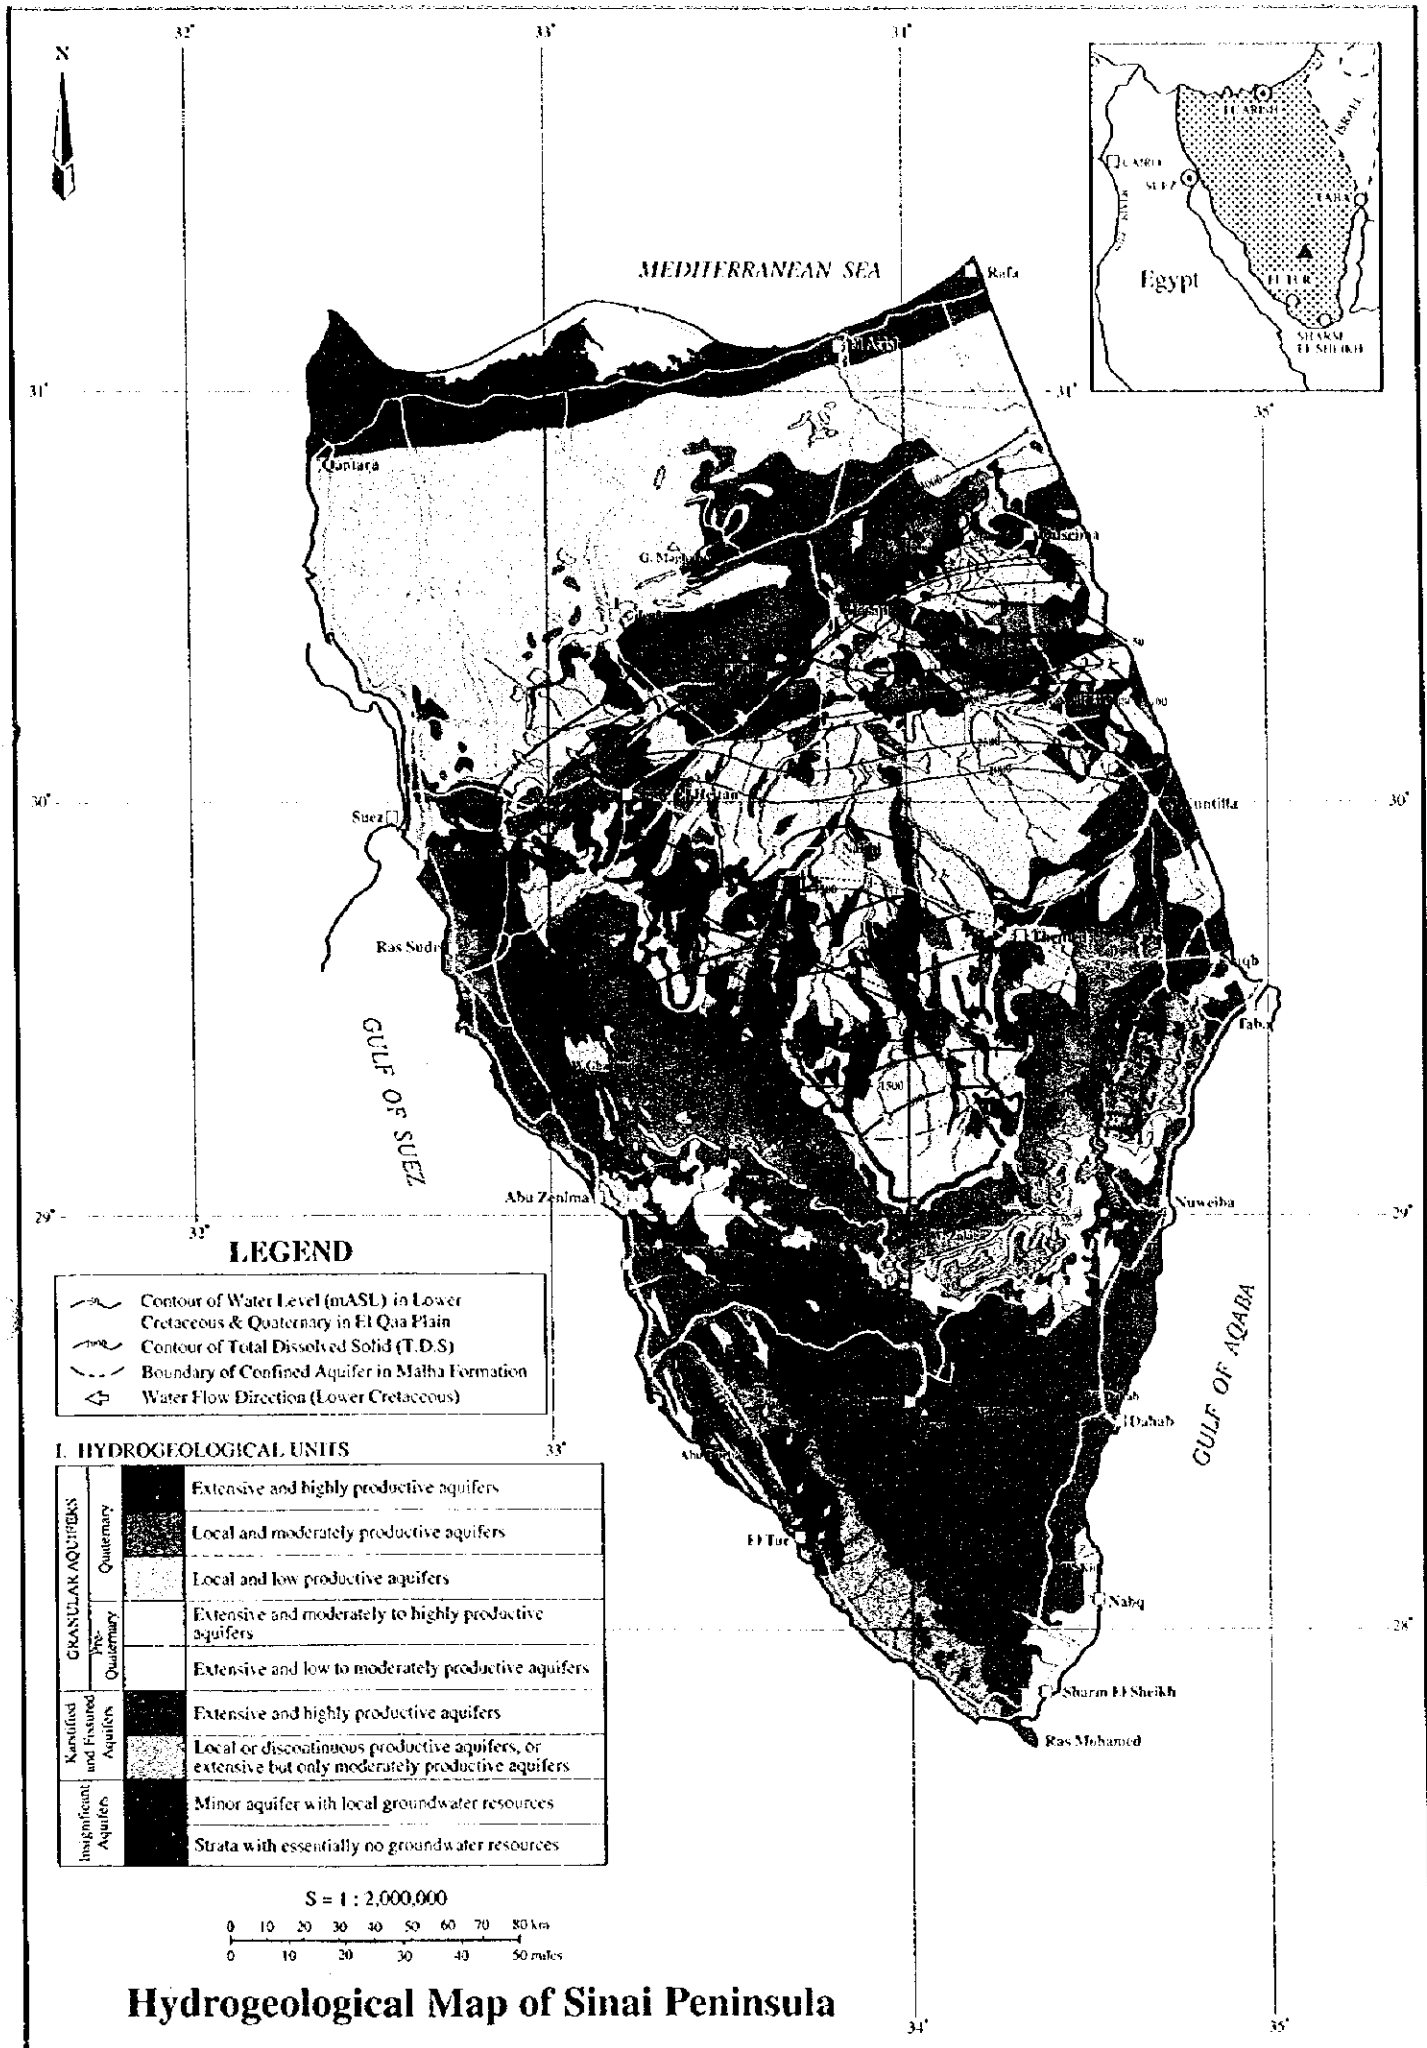 32°
33°
34°
N
EL ARISH
ISRAEL
CAIRO
SUEZ
TABA
Egypt
EL TUR
SHARM
EL SHEIKH
MEDITERRANEAN SEA
Rafa
El Arish
31°
31°
35°
Qantara
G. Maghara
50
30°
30°
Suez
Nakhl
Ras Sudr
Naqb
Taba
GULF OF SUEZ
1500
Abu Zenima
Nuweiba
29°
29°
32°
LEGEND
Contour of Water Level (mASL) in Lower
Cretaceous & Quaternary in El Qaa Plain
Contour of Total Dissolved Solid (T.D.S)
Boundary of Confined Aquifer in Malha Formation
Water Flow Direction (Lower Cretaceous)
GULF OF AQABA
Dahab
33°
I. HYDROGEOLOGICAL UNITS
GRANULAR AQUIFERS
Quaternary
Extensive and highly productive aquifers
Local and moderately productive aquifers
Local and low productive aquifers
Pre-
Quaternary
Extensive and moderately to highly productive
aquifers
Extensive and low to moderately productive aquifers
Karstified
and Fissured
Aquifers
Extensive and highly productive aquifers
Local or discontinuous productive aquifers, or
extensive but only moderately productive aquifers
Insignificant
Aquifers
Minor aquifer with local groundwater resources
Strata with essentially no groundwater resources
El Tur
Nabq
28°
Sharm El Sheikh
Ras Mohamed
S = 1 : 2,000,000
0 10 20 30 40 50 60 70 80 km
0 10 20 30 40 50 miles
Hydrogeological Map of Sinai Peninsula
34°
35°